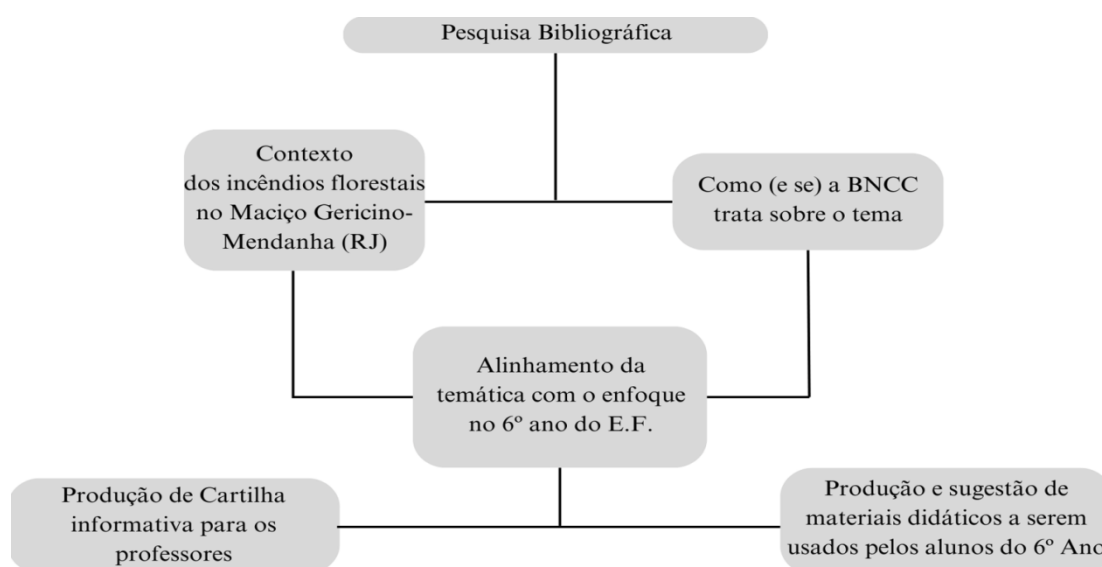 Pesquisa Bibliográfica
Contexto
dos incêndios florestais
no Maciço Gericino-
Mendanha (RJ)
Como (e se) a BNCC
trata sobre o tema
Alinhamento da
temática com o enfoque
no 6º ano do E.F.
Produção de Cartilha
informativa para os
professores
Produção e sugestão de
materiais didáticos a serem
usados pelos alunos do 6º Ano